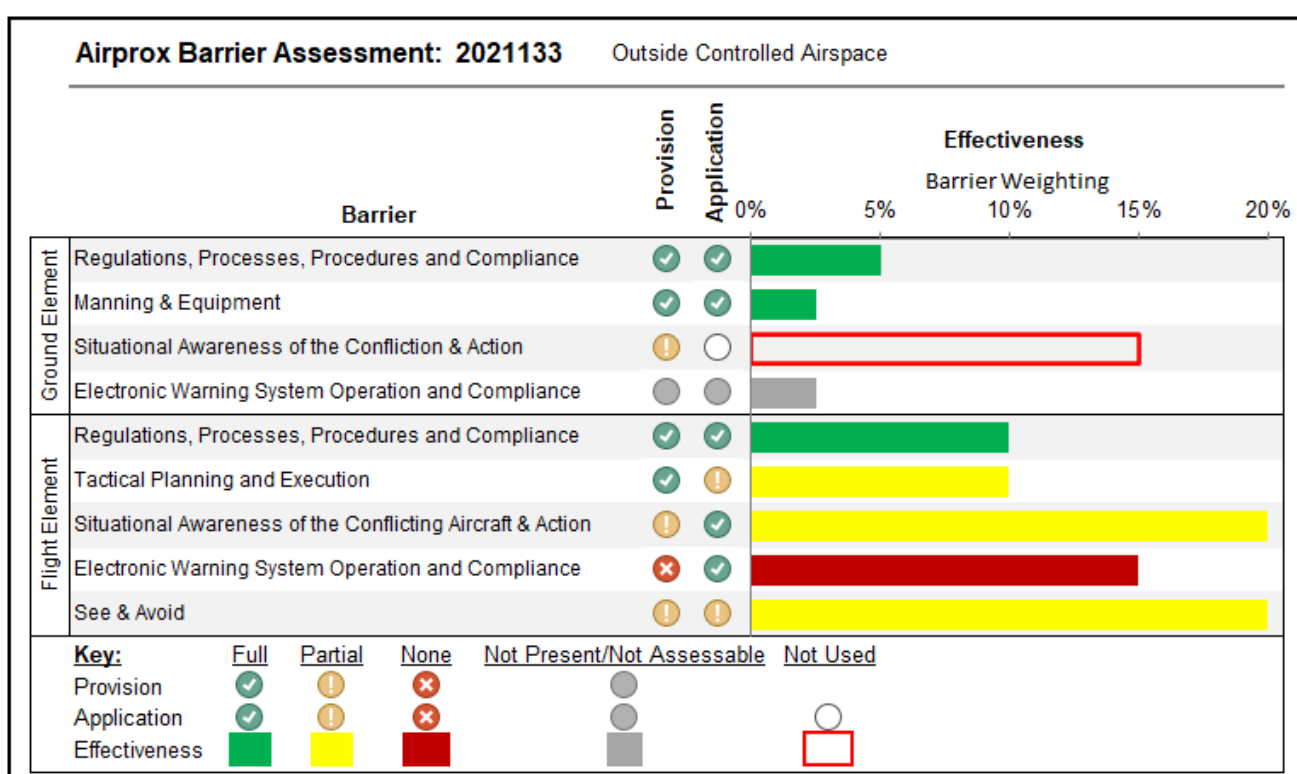 Airprox Barrier Assessment: 2021133 Outside Controlled Airspace
Barrier Provision Application Effectiveness
Barrier Weighting
0% 5% 10% 15% 20%
Ground Element
Regulations, Processes, Procedures and Compliance
Manning & Equipment
Situational Awareness of the Confliction & Action
Electronic Warning System Operation and Compliance
Flight Element
Regulations, Processes, Procedures and Compliance
Tactical Planning and Execution
Situational Awareness of the Conflicting Aircraft & Action
Electronic Warning System Operation and Compliance
See & Avoid
Key: Full Partial None Not Present/Not Assessable Not Used
Provision
Application
Effectiveness